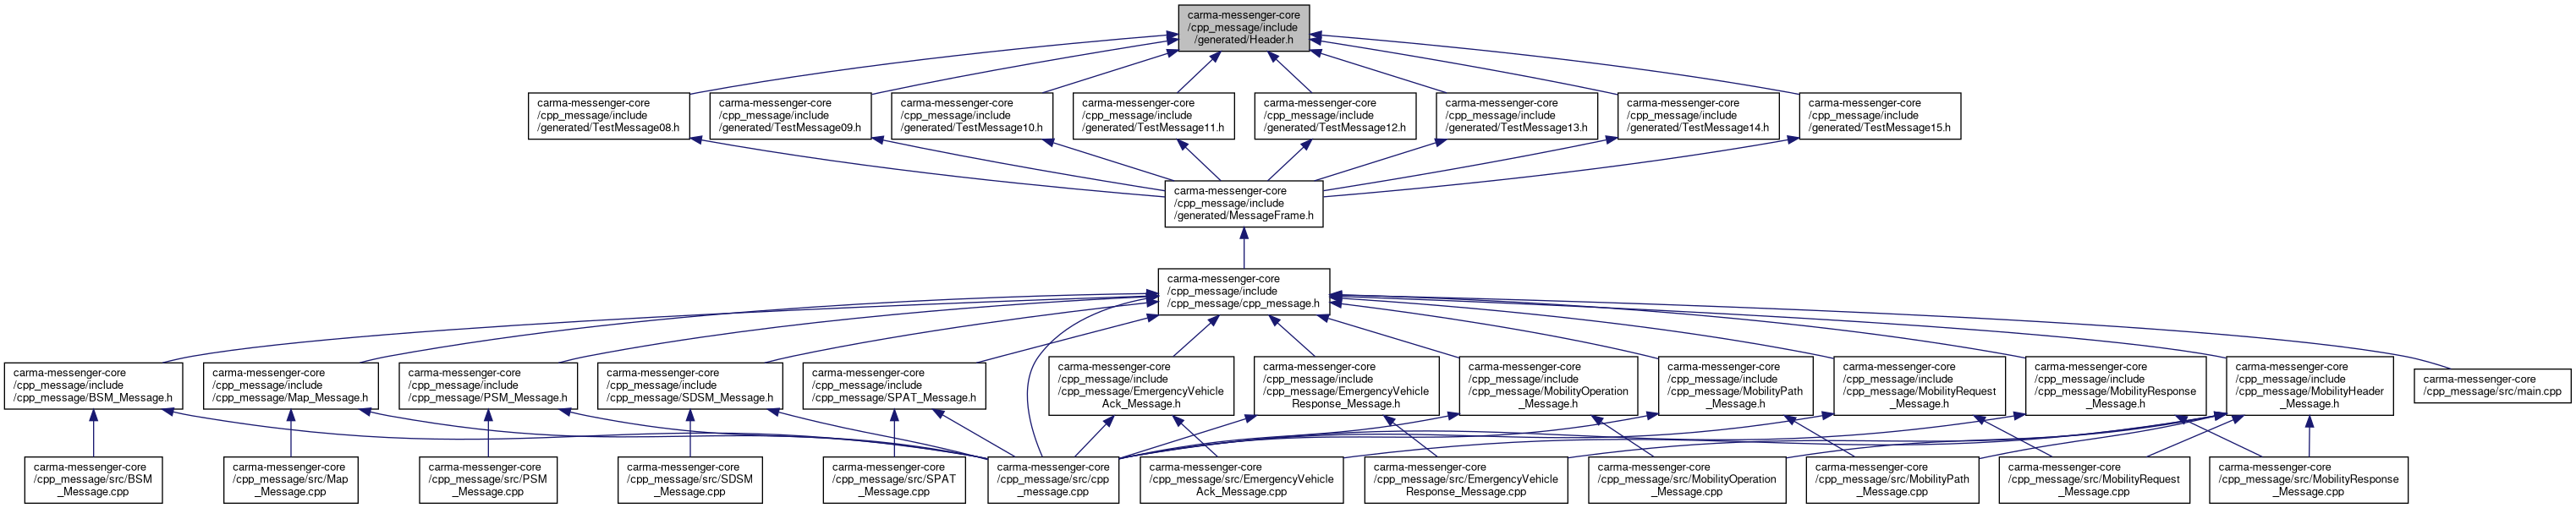 carma-messenger-core
/cpp_message/include
/generated/Header.h
carma-messenger-core
/cpp_message/include
/generated/TestMessage08.h
carma-messenger-core
/cpp_message/include
/generated/TestMessage09.h
carma-messenger-core
/cpp_message/include
/generated/TestMessage10.h
carma-messenger-core
/cpp_message/include
/generated/TestMessage11.h
carma-messenger-core
/cpp_message/include
/generated/TestMessage12.h
carma-messenger-core
/cpp_message/include
/generated/TestMessage13.h
carma-messenger-core
/cpp_message/include
/generated/TestMessage14.h
carma-messenger-core
/cpp_message/include
/generated/TestMessage15.h
carma-messenger-core
/cpp_message/include
/generated/MessageFrame.h
carma-messenger-core
/cpp_message/include
/cpp_message/cpp_message.h
carma-messenger-core
/cpp_message/include
/cpp_message/BSM_Message.h
carma-messenger-core
/cpp_message/include
/cpp_message/Map_Message.h
carma-messenger-core
/cpp_message/include
/cpp_message/PSM_Message.h
carma-messenger-core
/cpp_message/include
/cpp_message/SDSM_Message.h
carma-messenger-core
/cpp_message/include
/cpp_message/SPAT_Message.h
carma-messenger-core
/cpp_message/include
/cpp_message/EmergencyVehicle
Ack_Message.h
carma-messenger-core
/cpp_message/include
/cpp_message/EmergencyVehicle
Response_Message.h
carma-messenger-core
/cpp_message/include
/cpp_message/MobilityOperation
_Message.h
carma-messenger-core
/cpp_message/include
/cpp_message/MobilityPath
_Message.h
carma-messenger-core
/cpp_message/include
/cpp_message/MobilityRequest
_Message.h
carma-messenger-core
/cpp_message/include
/cpp_message/MobilityResponse
_Message.h
carma-messenger-core
/cpp_message/include
/cpp_message/MobilityHeader
_Message.h
carma-messenger-core
/cpp_message/src/main.cpp
carma-messenger-core
/cpp_message/src/BSM
_Message.cpp
carma-messenger-core
/cpp_message/src/Map
_Message.cpp
carma-messenger-core
/cpp_message/src/PSM
_Message.cpp
carma-messenger-core
/cpp_message/src/SDSM
_Message.cpp
carma-messenger-core
/cpp_message/src/SPAT
_Message.cpp
carma-messenger-core
/cpp_message/src/cpp
_message.cpp
carma-messenger-core
/cpp_message/src/EmergencyVehicle
Ack_Message.cpp
carma-messenger-core
/cpp_message/src/EmergencyVehicle
Response_Message.cpp
carma-messenger-core
/cpp_message/src/MobilityOperation
_Message.cpp
carma-messenger-core
/cpp_message/src/MobilityPath
_Message.cpp
carma-messenger-core
/cpp_message/src/MobilityRequest
_Message.cpp
carma-messenger-core
/cpp_message/src/MobilityResponse
_Message.cpp